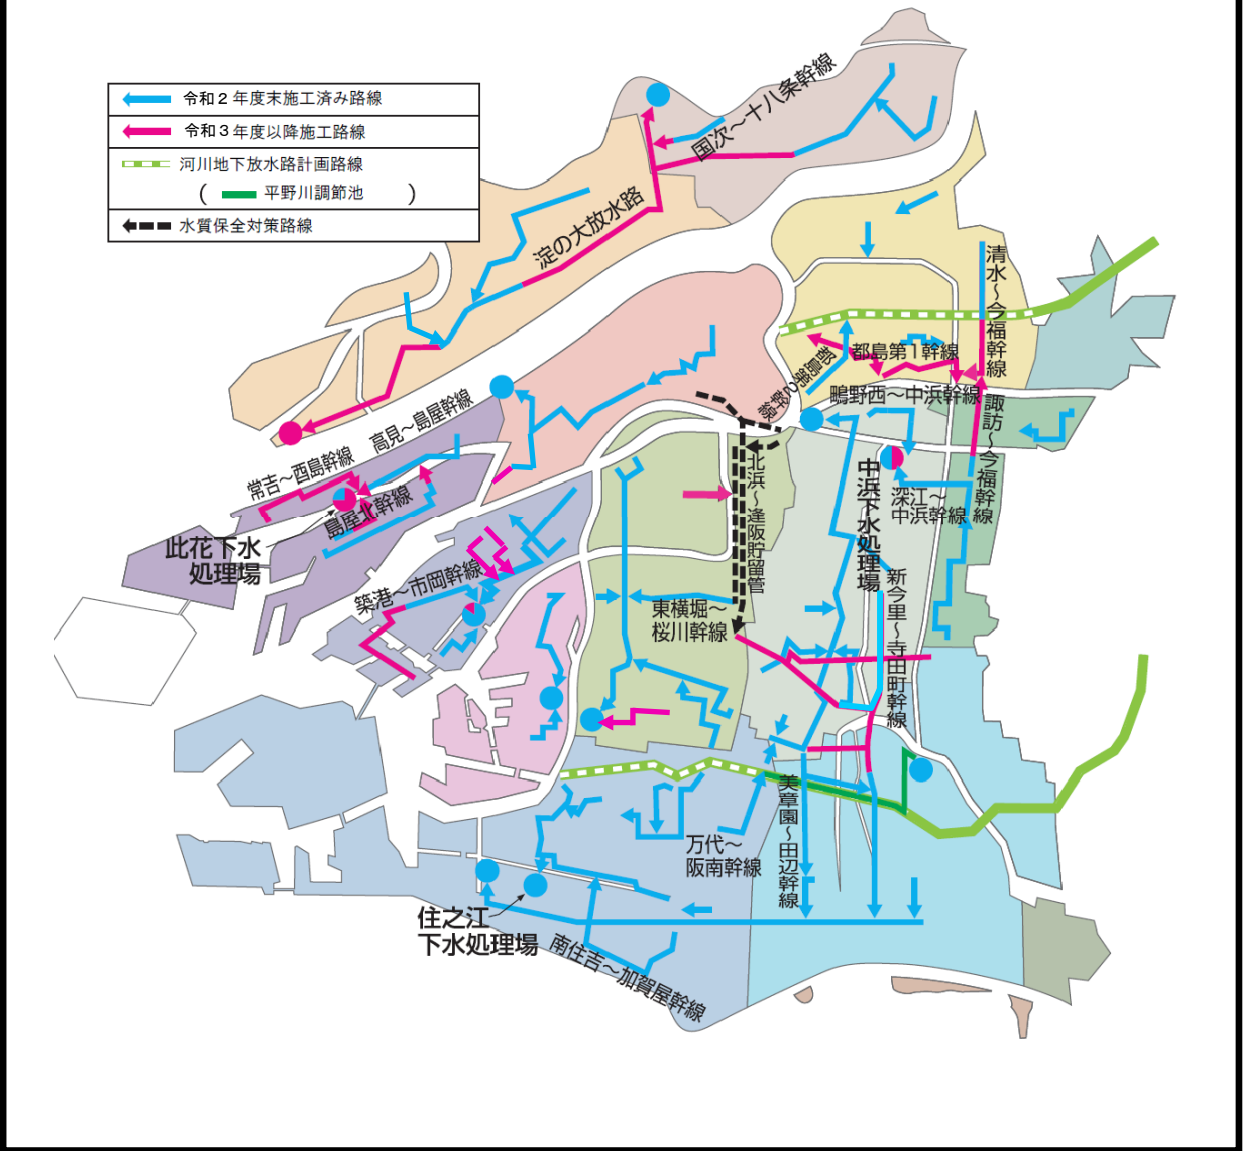 令和2年度末施工済み路線
令和3年度以降施工路線
河川地下放水路計画路線
( 平野川調節池 )
水質保全対策路線
国次～十八条幹線
淀の大放水路
清水～今福幹線
都島第1幹線
都島第2幹線
鴫野西～中浜幹線
諏訪～今福幹線
高見～島屋幹線
常吉～酉島幹線
島屋北幹線
此花下水
処理場
北浜～逢阪貯留管
中浜下水処理場
深江～
中浜幹線
築港～市岡幹線
東横堀～
桜川幹線
新今里～寺田町幹線
美章園～田辺幹線
万代～
阪南幹線
住之江
下水処理場
南住吉～加賀屋幹線